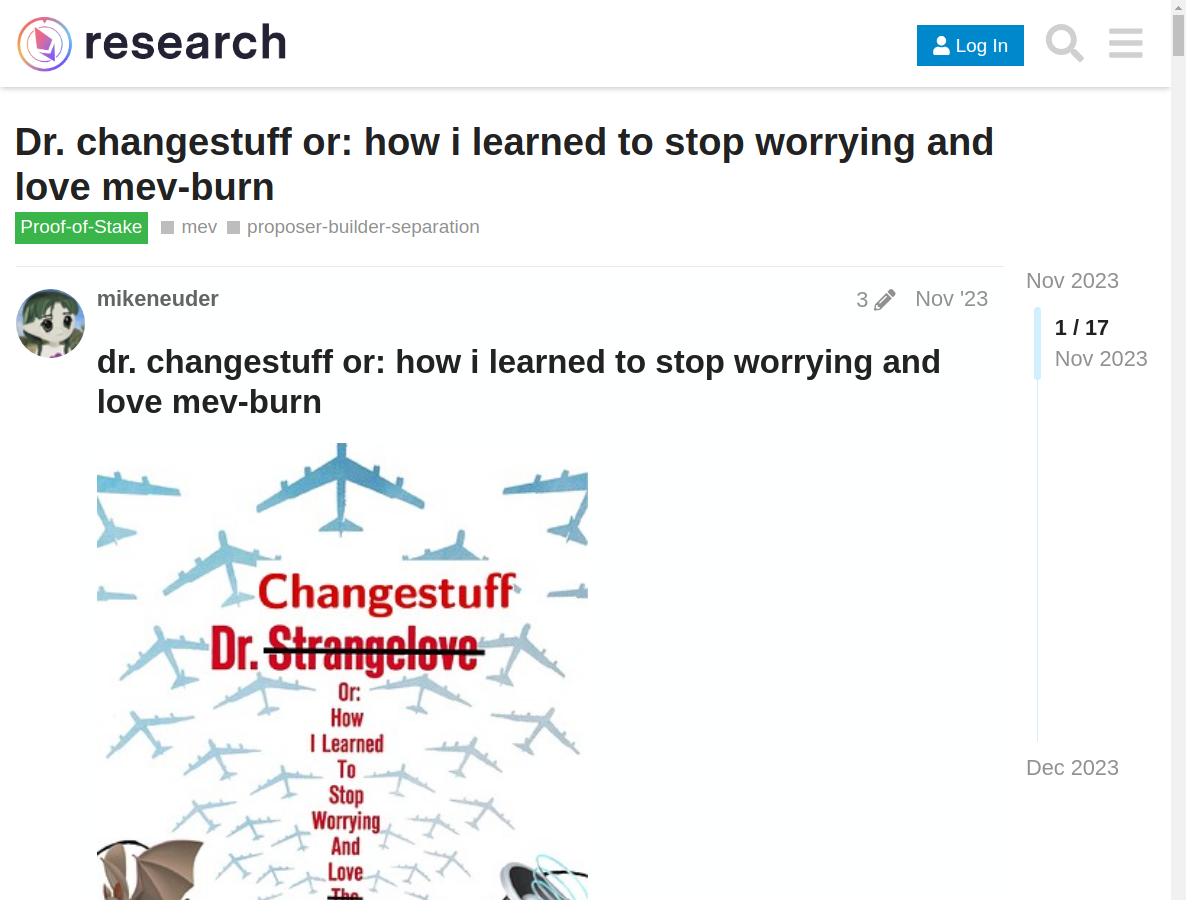 research
Log In
Dr. changestuff or: how i learned to stop worrying and
love mev-burn
Proof-of-Stake mev proposer-builder-separation
mikeneuder 3 Nov '23
dr. changestuff or: how i learned to stop worrying and
love mev-burn
Changestuff
Dr. Strangelove
Or:
How
I Learned
To
Stop
Worrying
And
Love
The
Nov 2023
1 / 17
Nov 2023
Dec 2023